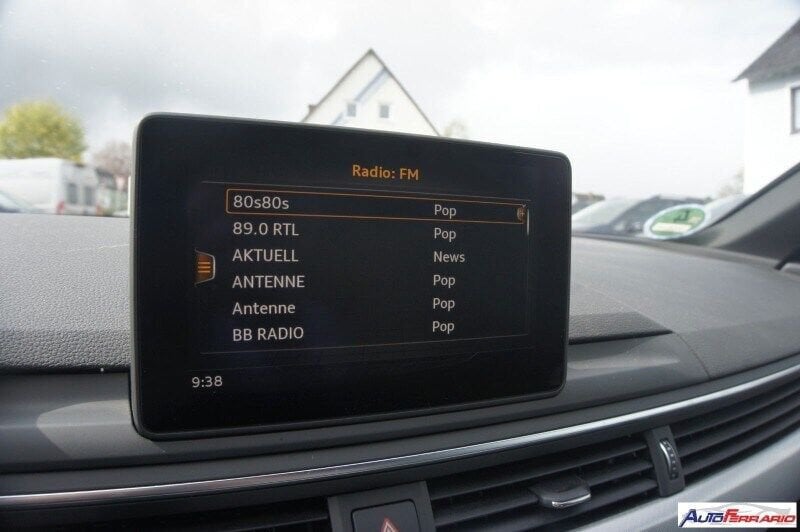 Radio: FM
80s80s Pop
89.0 RTL Pop
AKTUELL News
ANTENNE Pop
Antenne Pop
BB RADIO Pop
9:38
AUTOFERRARIO